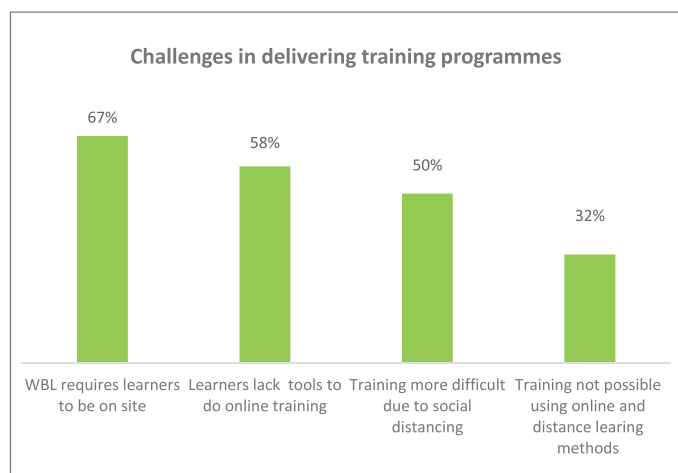 Challenges in delivering training programmes
67%
58%
50%
32%
WBL requires learners
to be on site
Learners lack tools to
do online training
Training more difficult
due to social
distancing
Training not possible
using online and
distance learing
methods